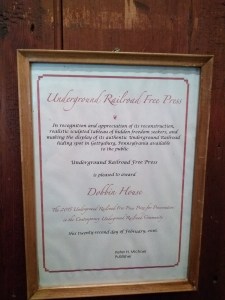 Underground Railroad Free Press
In recognition and appreciation of its reconstruction,
realistic sculpted tableau of hidden freedom seekers, and
making the display of its authentic Underground Railroad
hiding spot in Gettysburg, Pennsylvania available
to the public
Underground Railroad Free Press
is pleased to award
Dobbin House
The Underground Railroad Free Press Prize for Preservation
in the Contemporary Underground Railroad Community
this twenty-second day of February,
Publisher